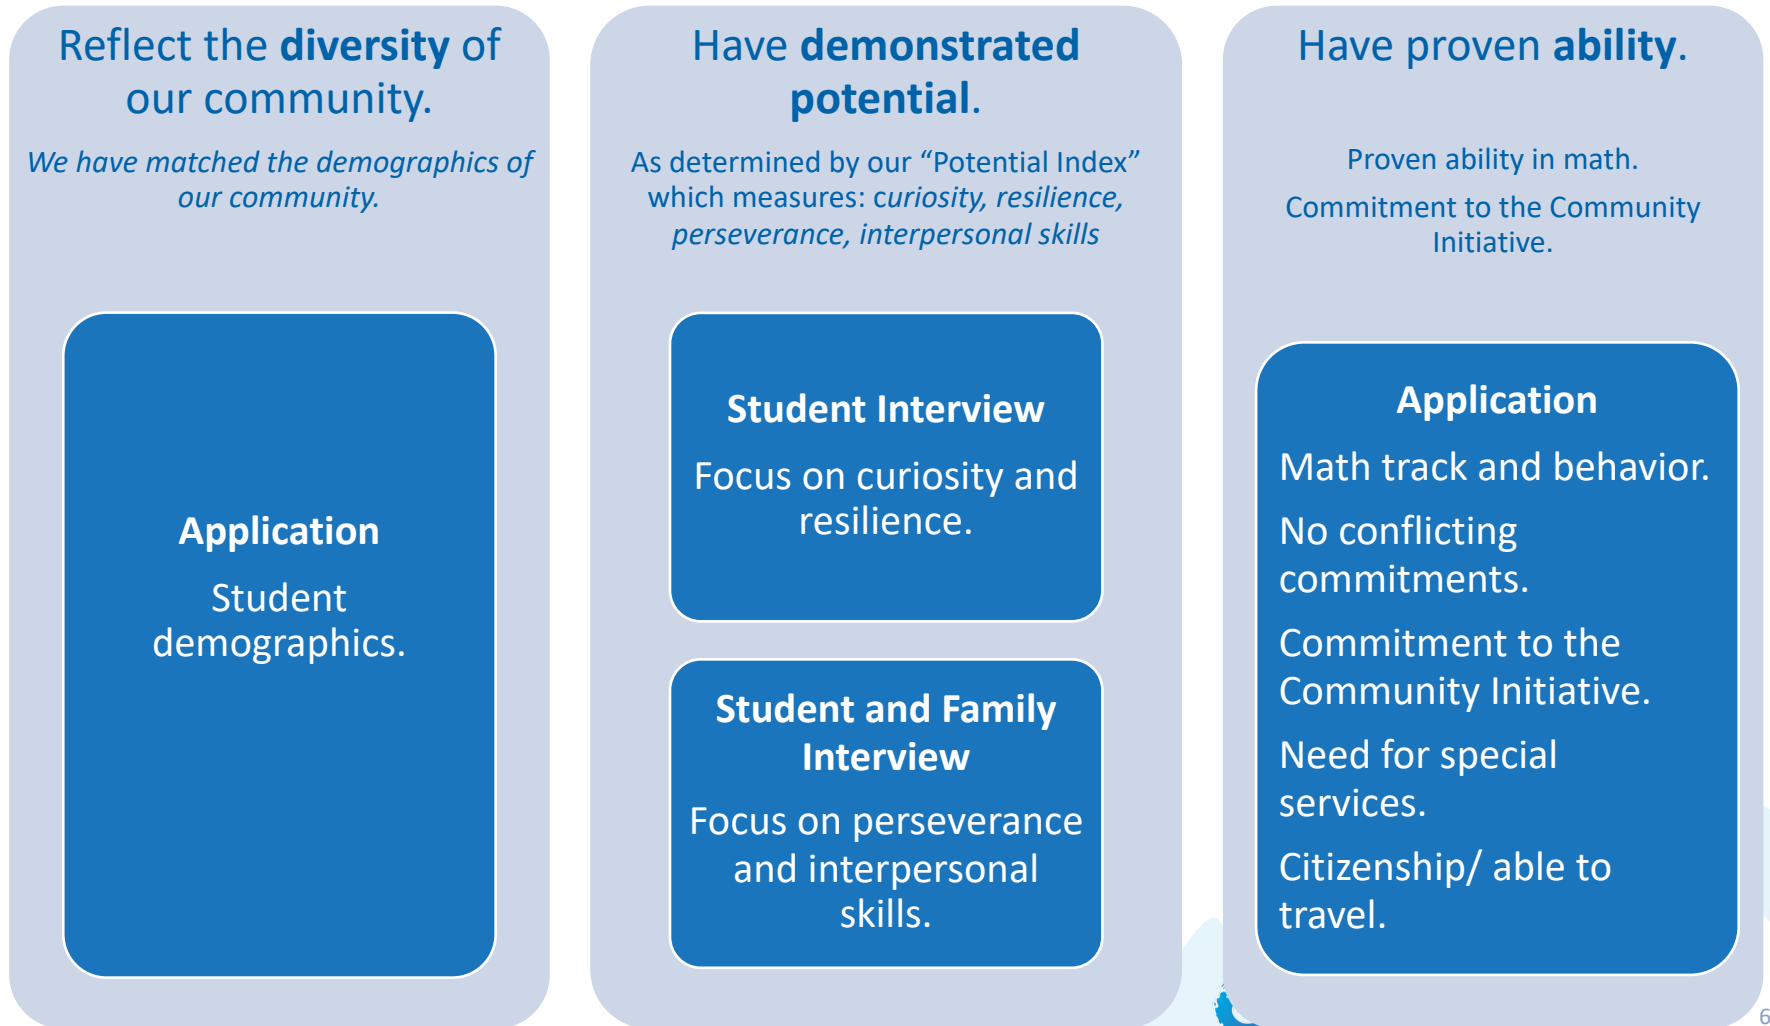 Reflect the diversity of
our community.
We have matched the demographics of
our community.
Application
Student
demographics.
Have demonstrated
potential.
As determined by our “Potential Index”
which measures: curiosity, resilience,
perseverance, interpersonal skills
Student Interview
Focus on curiosity and
resilience.
Student and Family
Interview
Focus on perseverance
and interpersonal
skills.
Have proven ability.
Proven ability in math.
Commitment to the Community
Initiative.
Application
Math track and behavior.
No conflicting
commitments.
Commitment to the
Community Initiative.
Need for special
services.
Citizenship/ able to
travel.
6